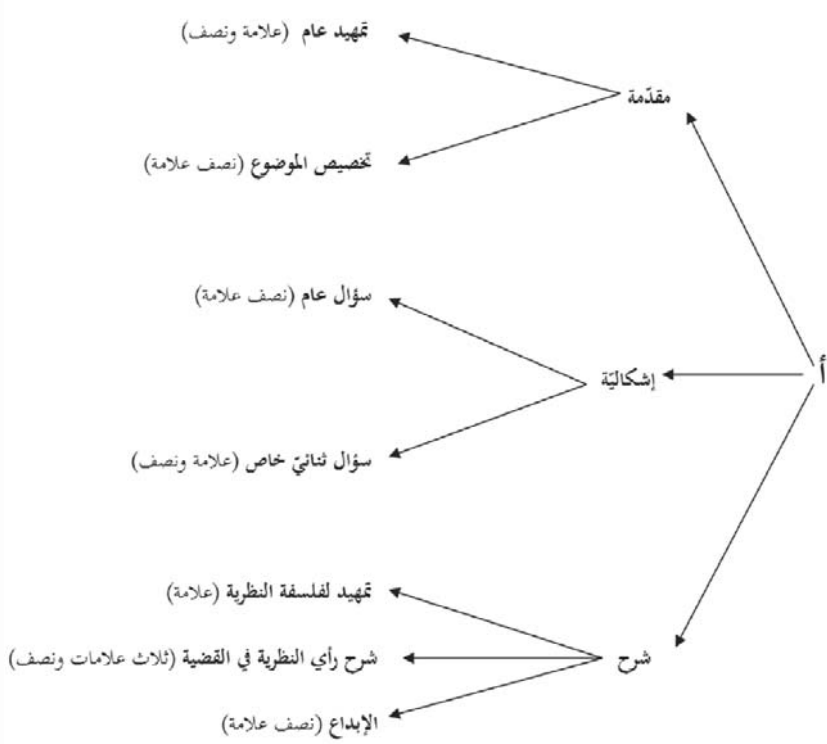 تمهيد عام (علامة ونصف)
مقدّمة
تخصيص الموضوع (نصف علامة)
سؤال عام (نصف علامة)
أ
إشكاليّة
سؤال ثنائيّ خاص (علامة ونصف)
تمهيد لفلسفة النظرية (علامة)
شرح
شرح رأي النظرية في القضية (ثلاث علامات ونصف)
الإبداع (نصف علامة)